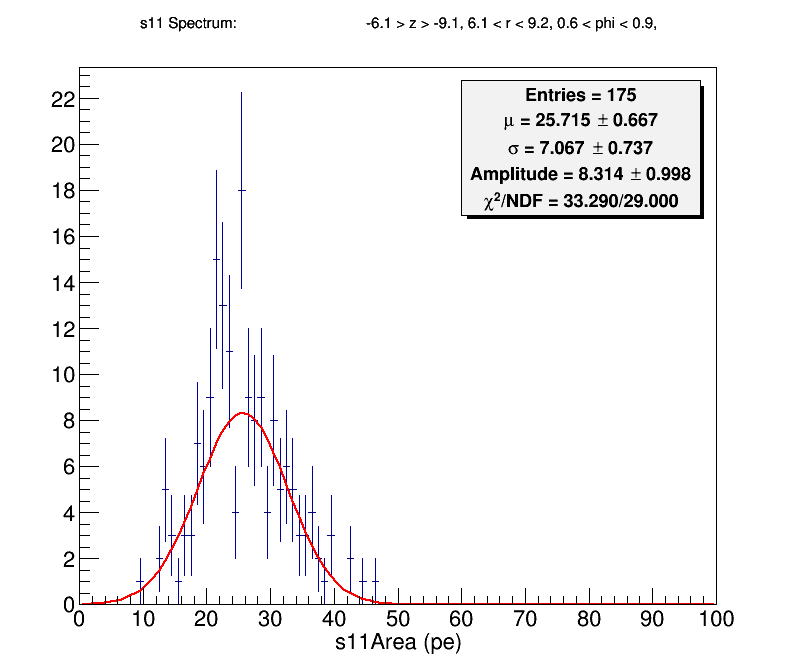 s11 Spectrum: -6.1 > z > -9.1, 6.1 < r < 9.2, 0.6 < phi < 0.9,
Entries = 175
μ = 25.715 ± 0.667
σ = 7.067 ± 0.737
Amplitude = 8.314 ± 0.998
χ²/NDF = 33.290/29.000
22
20
18
16
14
12
10
8
6
4
2
0
0 10 20 30 40 50 60 70 80 90 100
s11Area (pe)